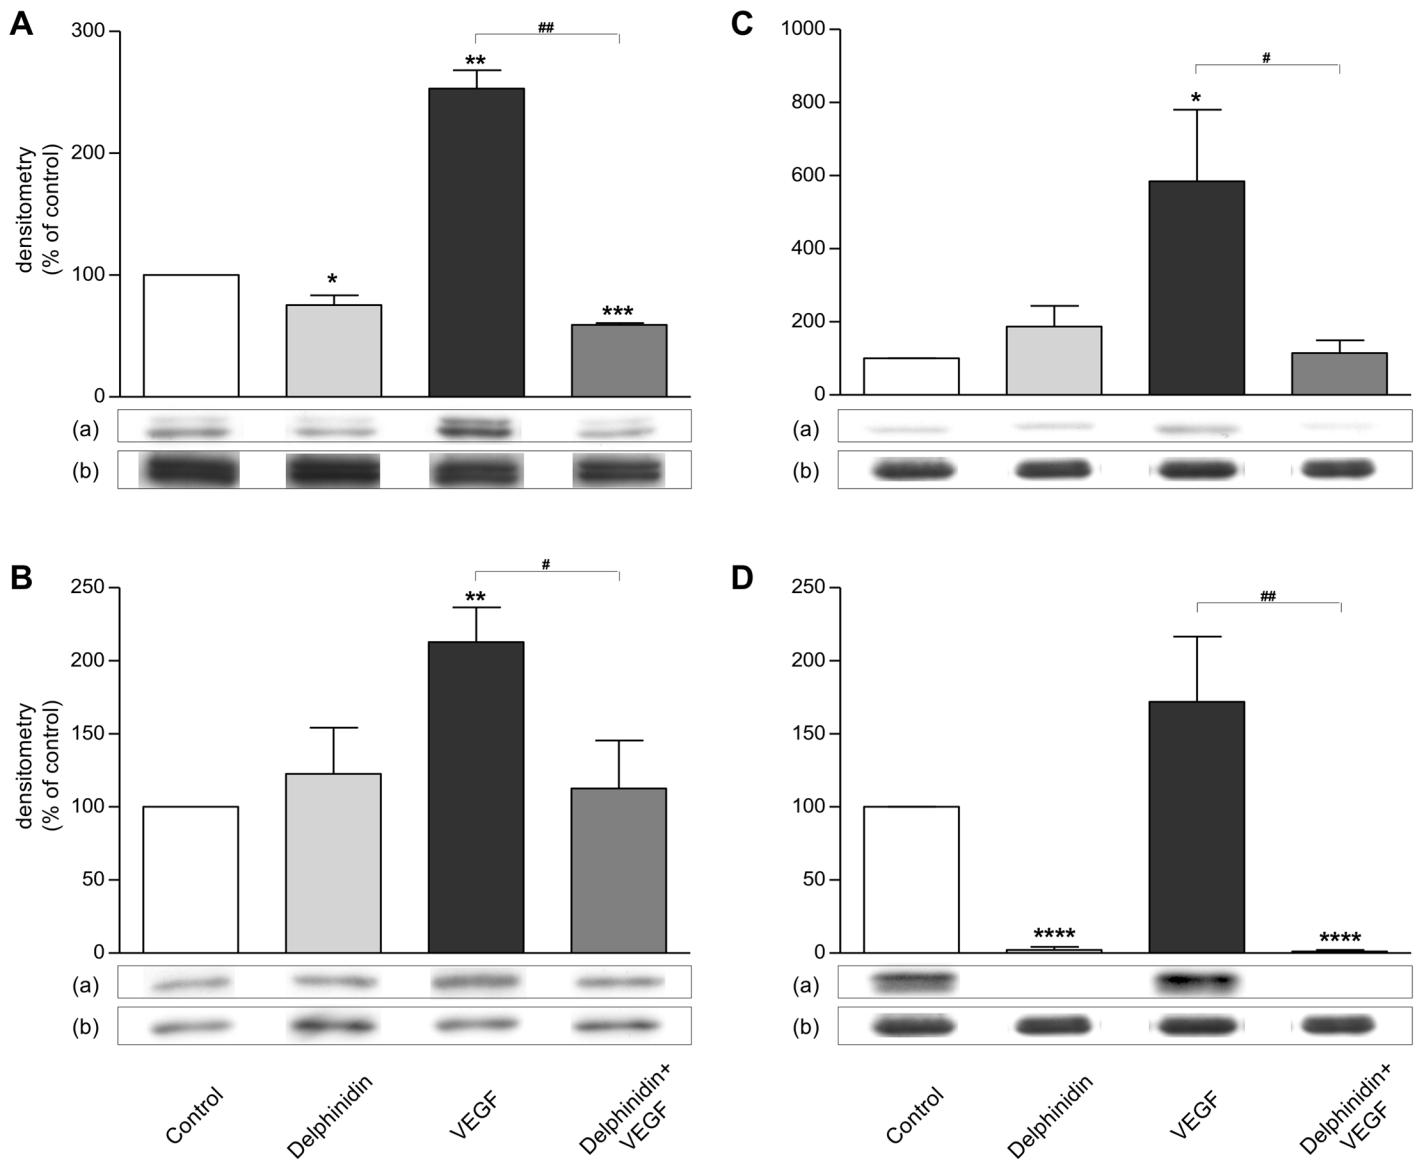 A
300
200
100
0
densitometry
(% of control)
##
*
**
***
(a)
(b)
C
1000
800
600
400
200
0
#
*
(a)
(b)
B
250
200
150
100
50
0
densitometry
(% of control)
#
**
(a)
(b)
Control
Delphinidin
VEGF
Delphinidin+
VEGF
D
250
200
150
100
50
0
##
****
****
(a)
(b)
Control
Delphinidin
VEGF
Delphinidin+
VEGF